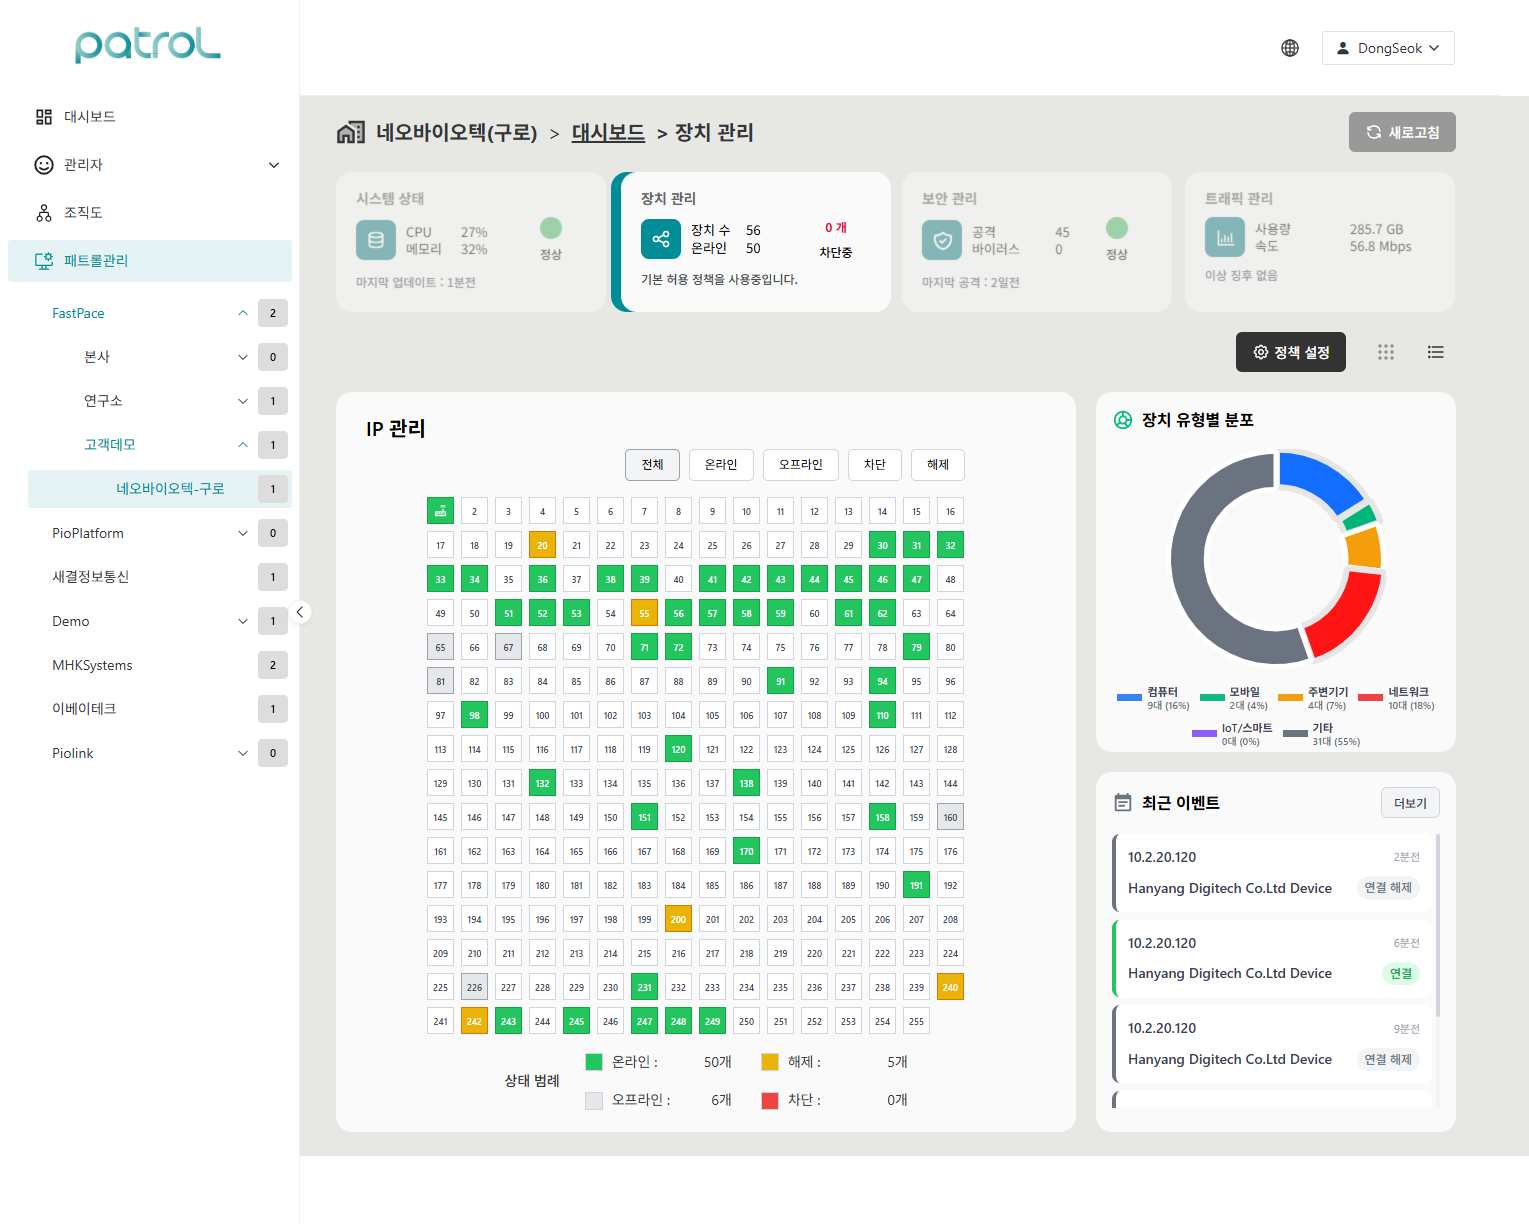 patrol
DongSeok
대시보드
관리자
조직도
패트롤관리
FastPace 2
본사 0
연구소 1
고객데모 1
네오바이오텍-구로 1
PioPlatform 0
새결정보통신 1
Demo 1
MHKSystems 2
이베이테크 1
Piolink 0
네오바이오텍(구로) > 대시보드 > 장치 관리
새로고침
시스템 상태
CPU 27%
메모리 32%
정상
마지막 업데이트 : 1분전
장치 관리
장치 수 56
온라인 50
0 개
차단중
기본 허용 정책을 사용중입니다.
보안 관리
공격 45
바이러스 0
정상
마지막 공격 : 2일전
트래픽 관리
사용량 285.7 GB
속도 56.8 Mbps
이상 징후 없음
정책 설정
IP 관리
전체 온라인 오프라인 차단 해제
2 3 4 5 6 7 8 9 10 11 12 13 14 15 16
17 18 19 20 21 22 23 24 25 26 27 28 29 30 31 32
33 34 35 36 37 38 39 40 41 42 43 44 45 46 47 48
49 50 51 52 53 54 55 56 57 58 59 60 61 62 63 64
65 66 67 68 69 70 71 72 73 74 75 76 77 78 79 80
81 82 83 84 85 86 87 88 89 90 91 92 93 94 95 96
97 98 99 100 101 102 103 104 105 106 107 108 109 110 111 112
113 114 115 116 117 118 119 120 121 122 123 124 125 126 127 128
129 130 131 132 133 134 135 136 137 138 139 140 141 142 143 144
145 146 147 148 149 150 151 152 153 154 155 156 157 158 159 160
161 162 163 164 165 166 167 168 169 170 171 172 173 174 175 176
177 178 179 180 181 182 183 184 185 186 187 188 189 190 191 192
193 194 195 196 197 198 199 200 201 202 203 204 205 206 207 208
209 210 211 212 213 214 215 216 217 218 219 220 221 222 223 224
225 226 227 228 229 230 231 232 233 234 235 236 237 238 239 240
241 242 243 244 245 246 247 248 249 250 251 252 253 254 255
상태 범례
온라인 : 50개 해제 : 5개
오프라인 : 6개 차단 : 0개
장치 유형별 분포
컴퓨터 모바일 주변기기 네트워크
9대 (16%) 2대 (4%) 4대 (7%) 10대 (18%)
IoT/스마트 기타
0대 (0%) 31대 (55%)
최근 이벤트 더보기
10.2.20.120 2분전
Hanyang Digitech Co.Ltd Device 연결 해제
10.2.20.120 6분전
Hanyang Digitech Co.Ltd Device 연결
10.2.20.120 9분전
Hanyang Digitech Co.Ltd Device 연결 해제